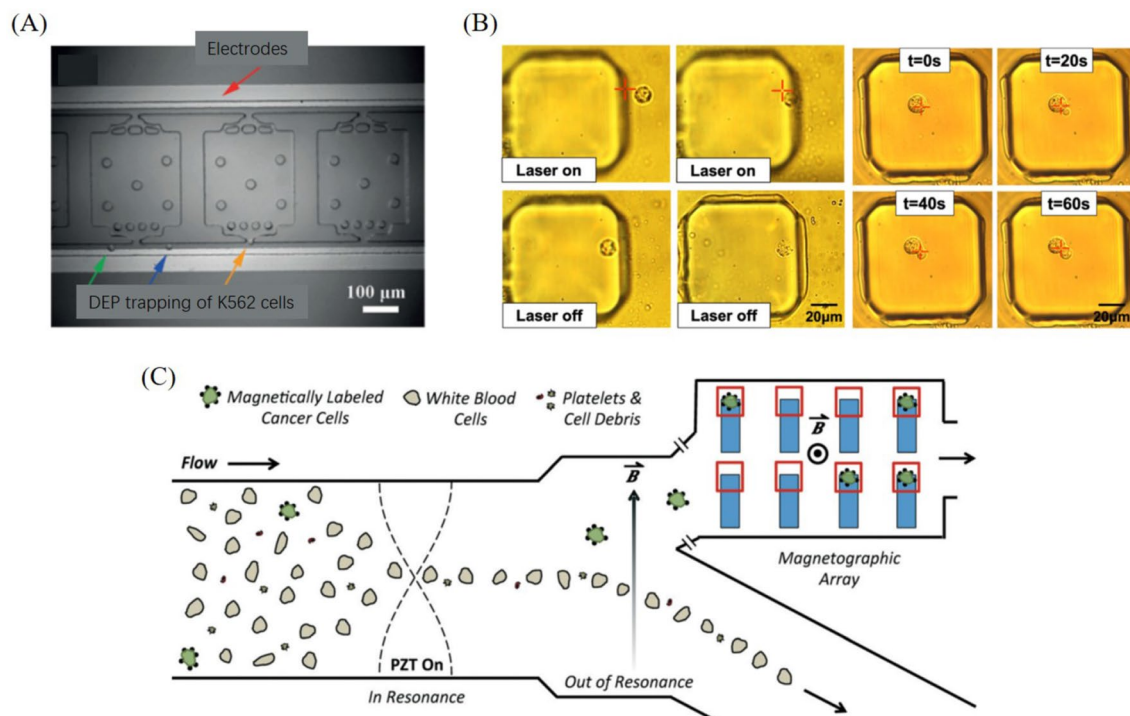 (A)
Electrodes
DEP trapping of K562 cells
100 μm
(B)
Laser on
Laser on
t=0s
t=20s
Laser off
Laser off
20μm
t=40s
t=60s
20μm
(C)
Magnetically Labeled
Cancer Cells
White Blood
Cells
Platelets &
Cell Debris
Flow
B
B
PZT On
In Resonance
Out of Resonance
Magnetographic
Array